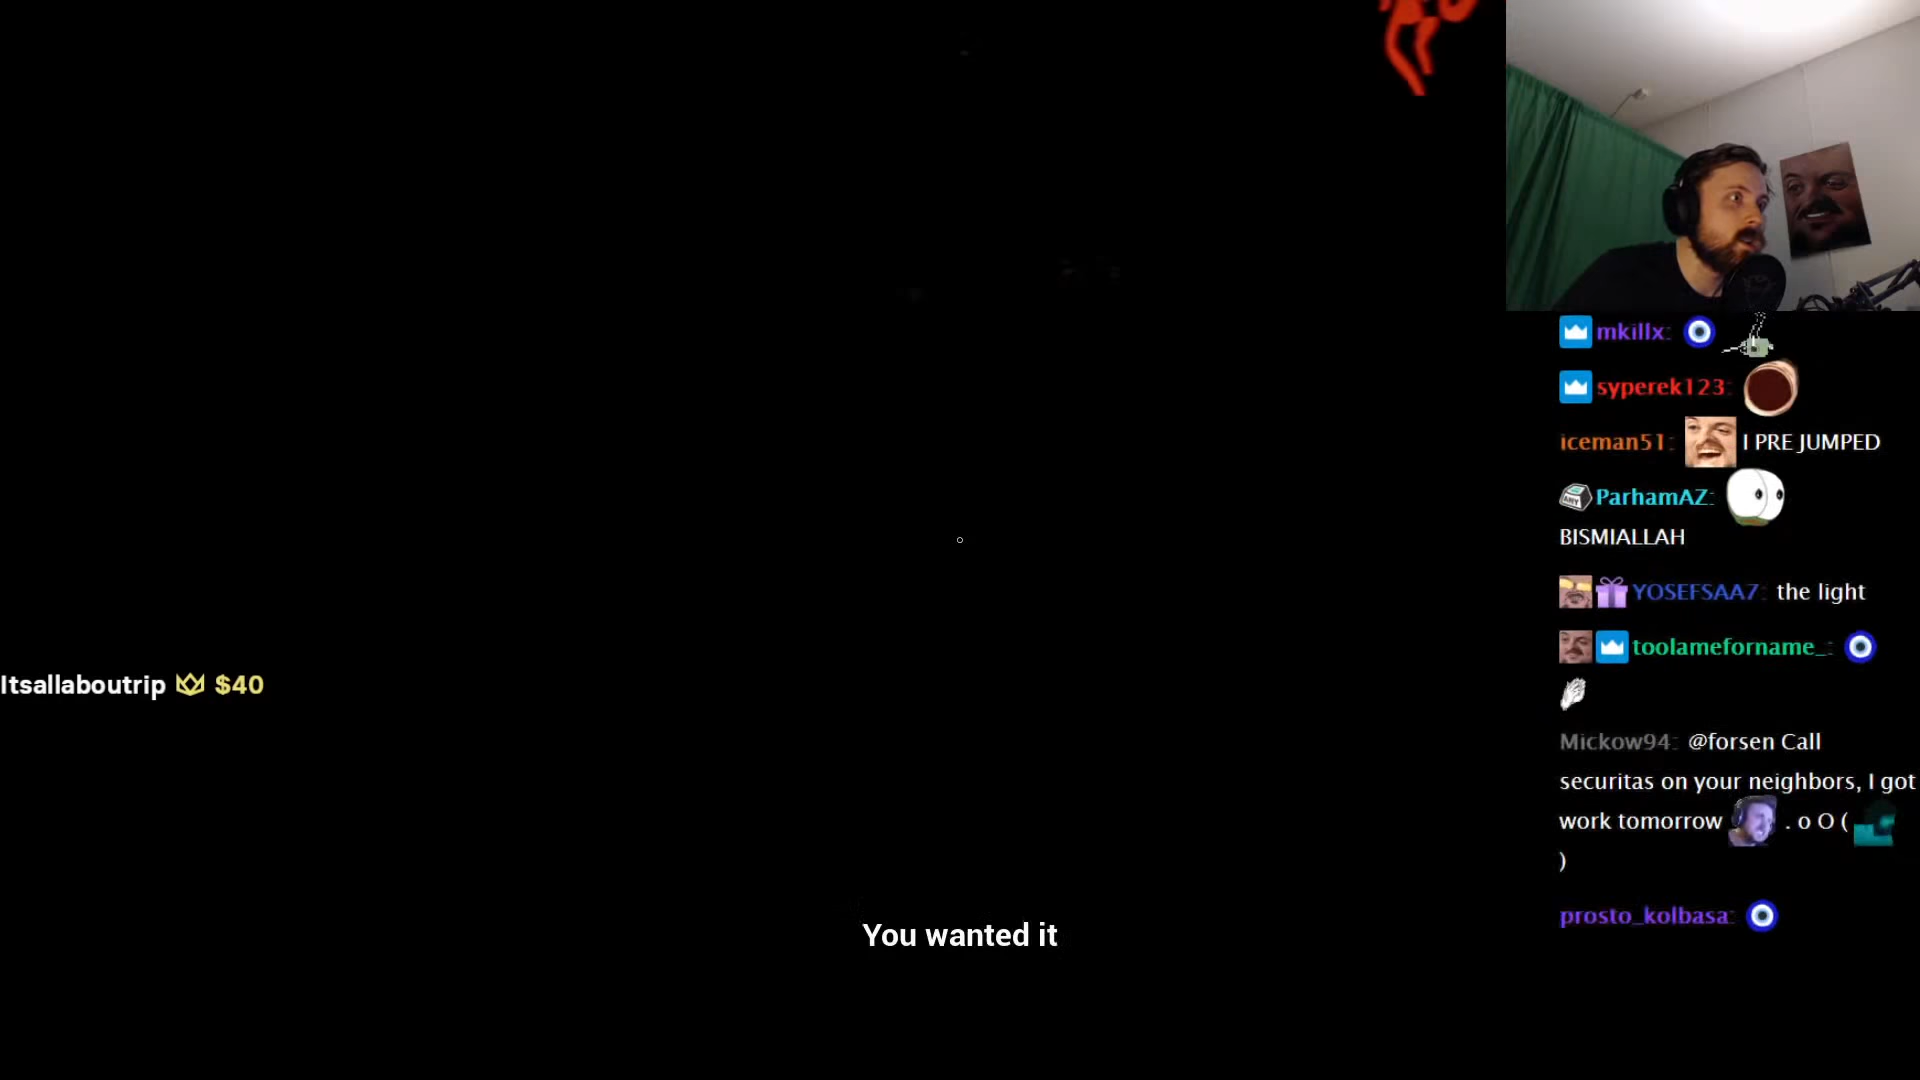 mkillx:
syperek123:
iceman51: I PRE JUMPED
ParhamAZ:
BISMIALLAH
YOSEFSAA7: the light
toolameforname_:
Mickow94: @forsen Call
securitas on your neighbors, I got
work tomorrow . o O (
)
prosto_kolbasa:
Itsallaboutrip $40
You wanted it